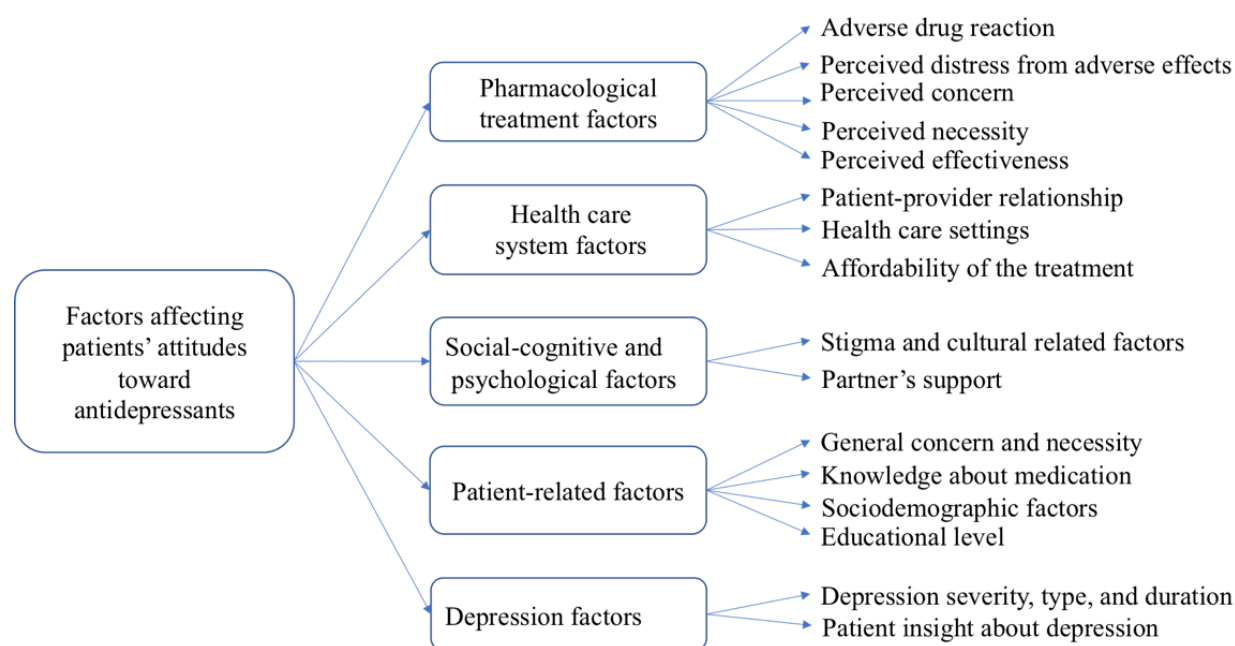 Factors affecting
patients’ attitudes
toward
antidepressants
Pharmacological
treatment factors
Adverse drug reaction
Perceived distress from adverse effects
Perceived concern
Perceived necessity
Perceived effectiveness
Health care
system factors
Patient-provider relationship
Health care settings
Affordability of the treatment
Social-cognitive and
psychological factors
Stigma and cultural related factors
Partner’s support
Patient-related factors
General concern and necessity
Knowledge about medication
Sociodemographic factors
Educational level
Depression factors
Depression severity, type, and duration
Patient insight about depression